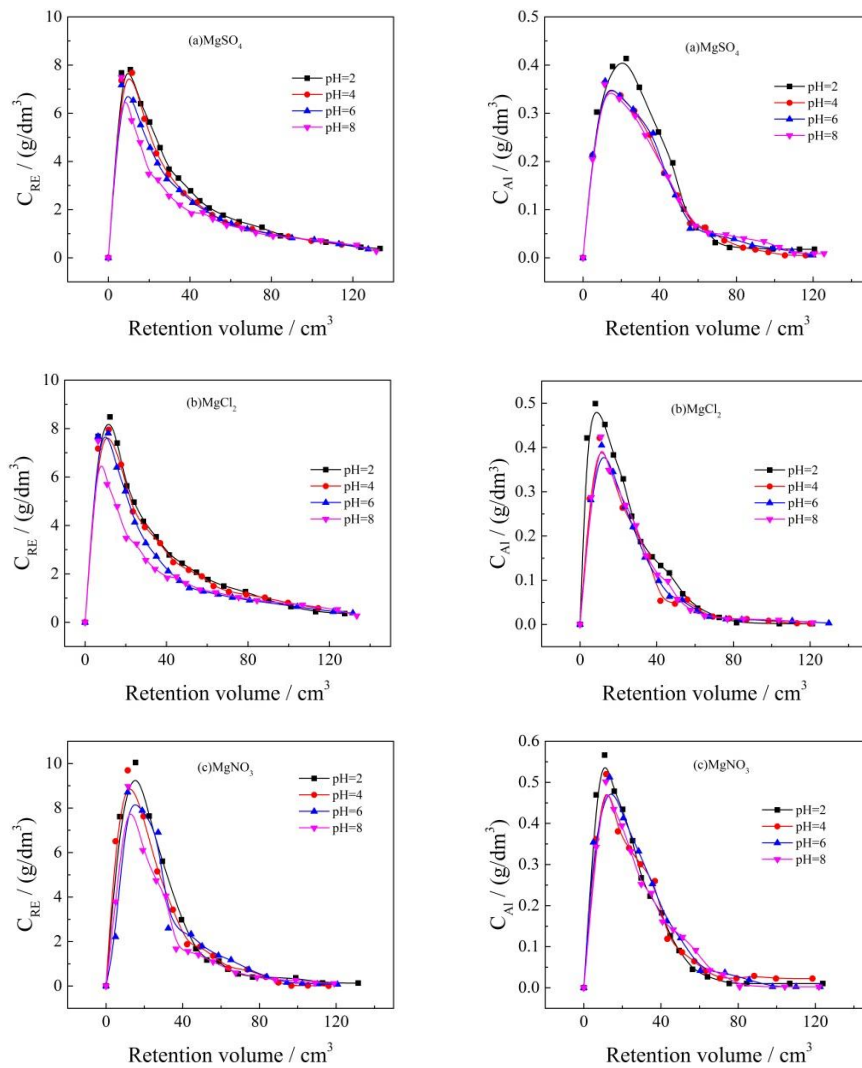 10
8
6
4
2
0
C_RE / (g/dm³)
(a)MgSO₄
pH=2
pH=4
pH=6
pH=8
0 40 80 120
Retention volume / cm³
0.5
0.4
0.3
0.2
0.1
0.0
C_Al / (g/dm³)
(a)MgSO₄
pH=2
pH=4
pH=6
pH=8
0 40 80 120
Retention volume / cm³
10
8
6
4
2
0
C_RE / (g/dm³)
(b)MgCl₂
pH=2
pH=4
pH=6
pH=8
0 40 80 120
Retention volume / cm³
0.5
0.4
0.3
0.2
0.1
0.0
C_Al / (g/dm³)
(b)MgCl₂
pH=2
pH=4
pH=6
pH=8
0 40 80 120
Retention volume / cm³
10
8
6
4
2
0
C_RE / (g/dm³)
(c)MgNO₃
pH=2
pH=4
pH=6
pH=8
0 40 80 120
Retention volume / cm³
0.6
0.5
0.4
0.3
0.2
0.1
0.0
C_Al / (g/dm³)
(c)MgNO₃
pH=2
pH=4
pH=6
pH=8
0 40 80 120
Retention volume / cm³